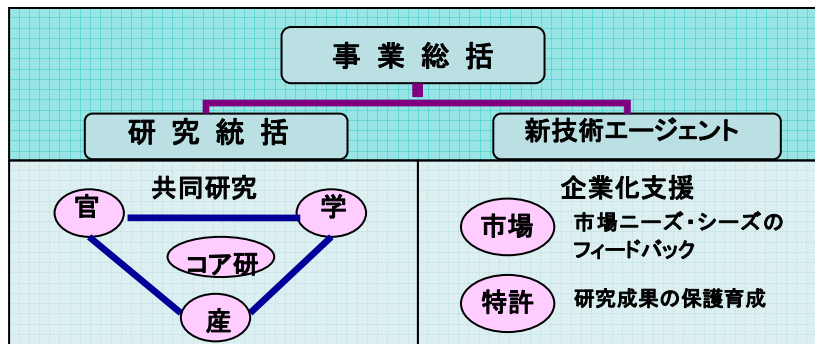 事 業 総 括
研 究 統 括
新技術エージェント
共同研究
官
学
コア研
産
企業化支援
市場
市場ニーズ・シーズの
フィードバック
特許
研究成果の保護育成